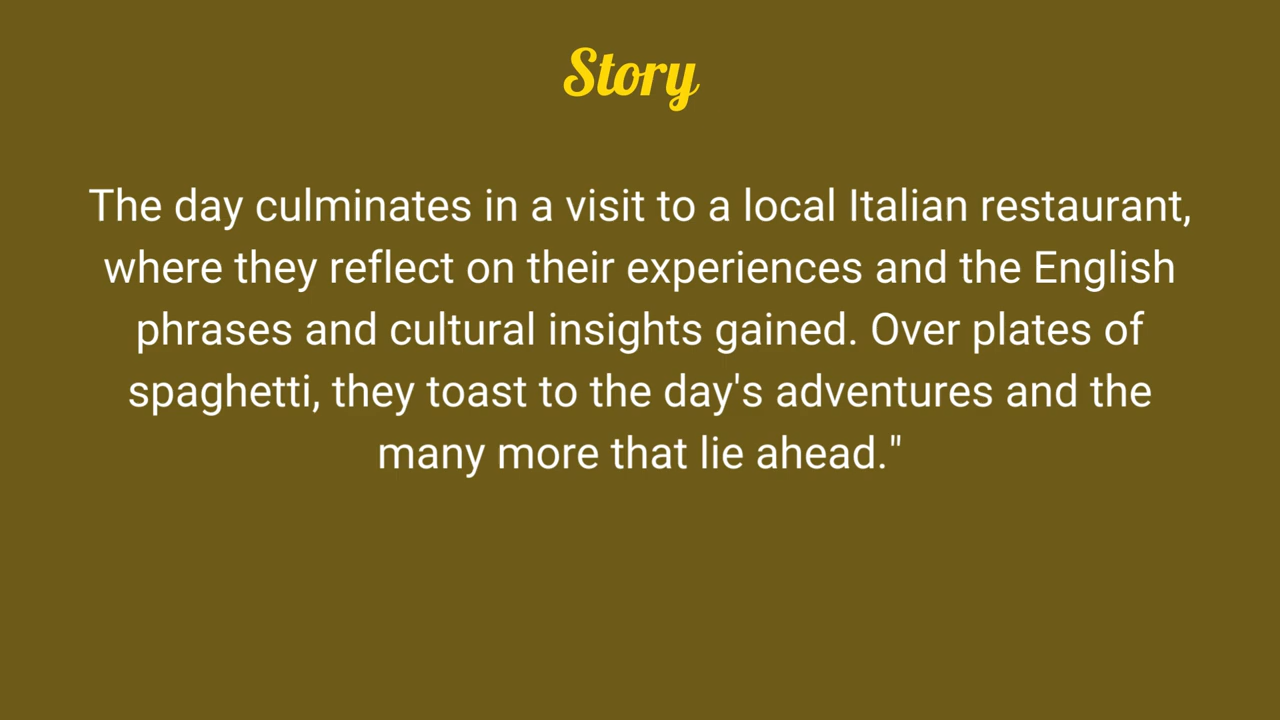 Story
The day culminates in a visit to a local Italian restaurant,
where they reflect on their experiences and the English
phrases and cultural insights gained. Over plates of
spaghetti, they toast to the day's adventures and the
many more that lie ahead."